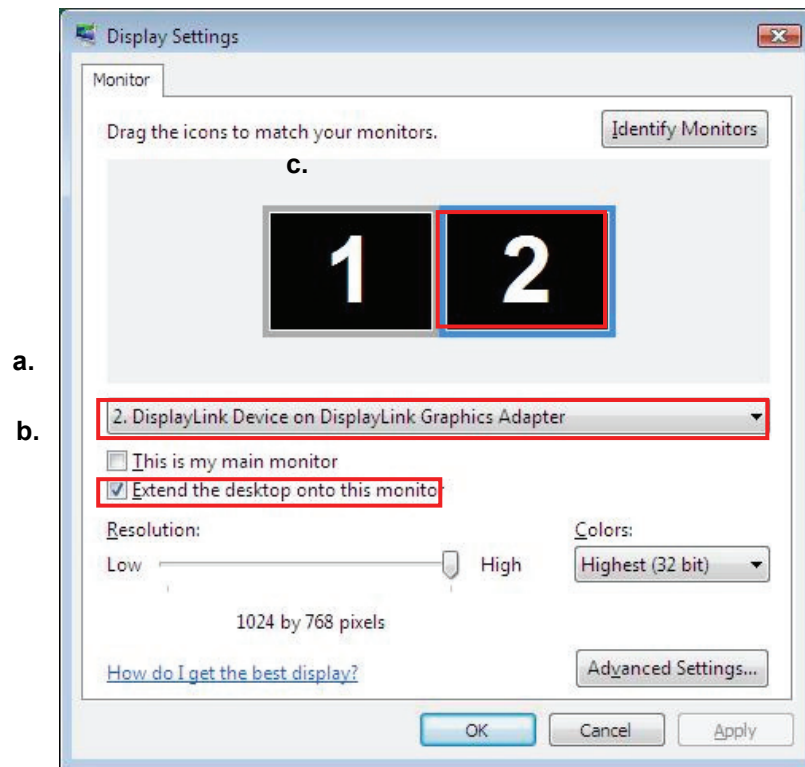 Display Settings
Monitor
Drag the icons to match your monitors.
Identify Monitors
c.
1
2
a.
2. DisplayLink Device on DisplayLink Graphics Adapter
b.
This is my main monitor
Extend the desktop onto this monitor
Resolution:
Colors:
Low
High
Highest (32 bit)
1024 by 768 pixels
How do I get the best display?
Advanced Settings...
OK
Cancel
Apply